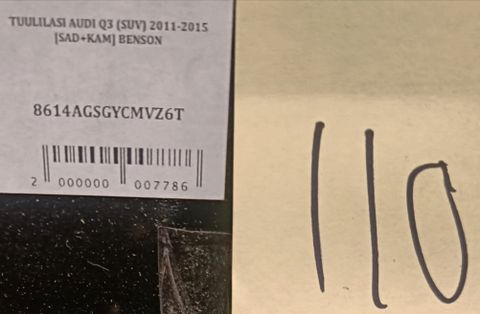 TUULILASI AUDI Q3 (SUV) 2011-2015
[SAD+KAM] BENSON
8614AGSGYCMVZ6T
2 000000 007786
110